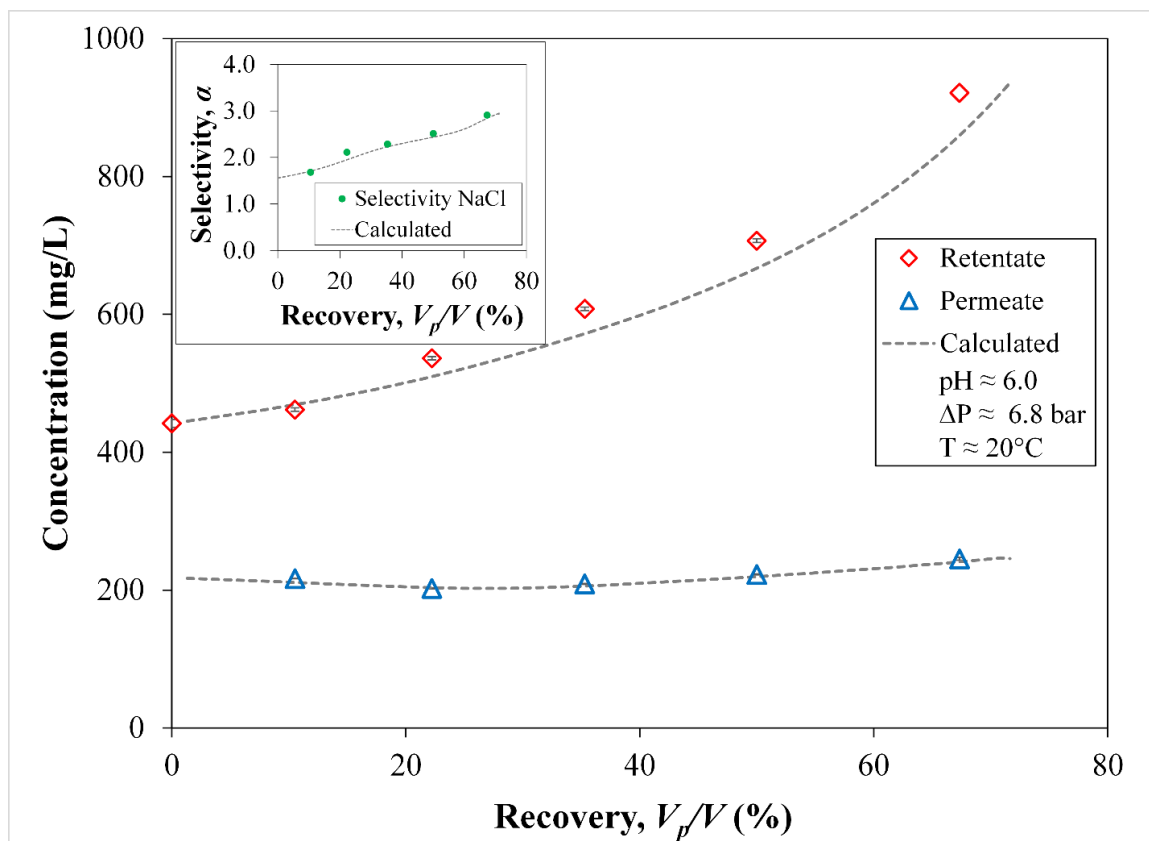 1000
800
600
400
200
0
Concentration (mg/L)
0
20
40
60
80
Recovery, Vₚ/V (%)
4.0
3.0
2.0
1.0
0.0
Selectivity, α
Selectivity NaCl
Calculated
0
20
40
60
80
Recovery, Vₚ/V (%)
Retentate
Permeate
Calculated
pH ≈ 6.0
ΔP ≈ 6.8 bar
T ≈ 20°C